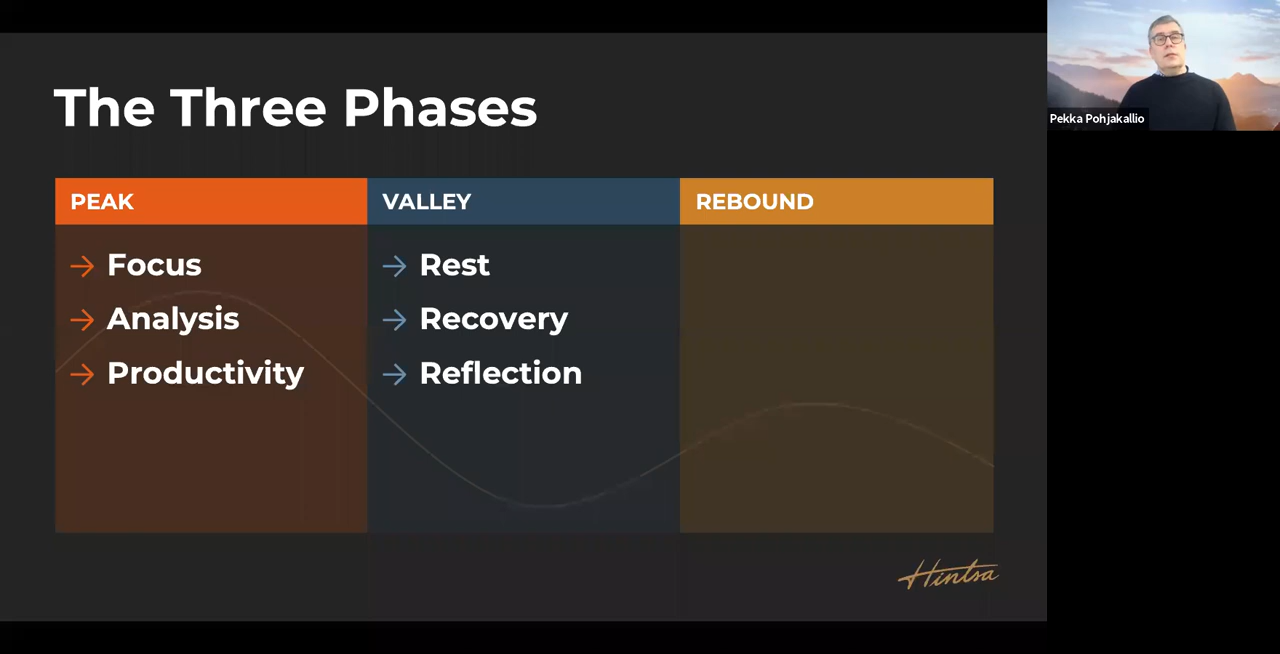 The Three Phases
PEAK
VALLEY
REBOUND
→ Focus
→ Analysis
→ Productivity
→ Rest
→ Recovery
→ Reflection
Hintsa
Pekka Pohjakallio